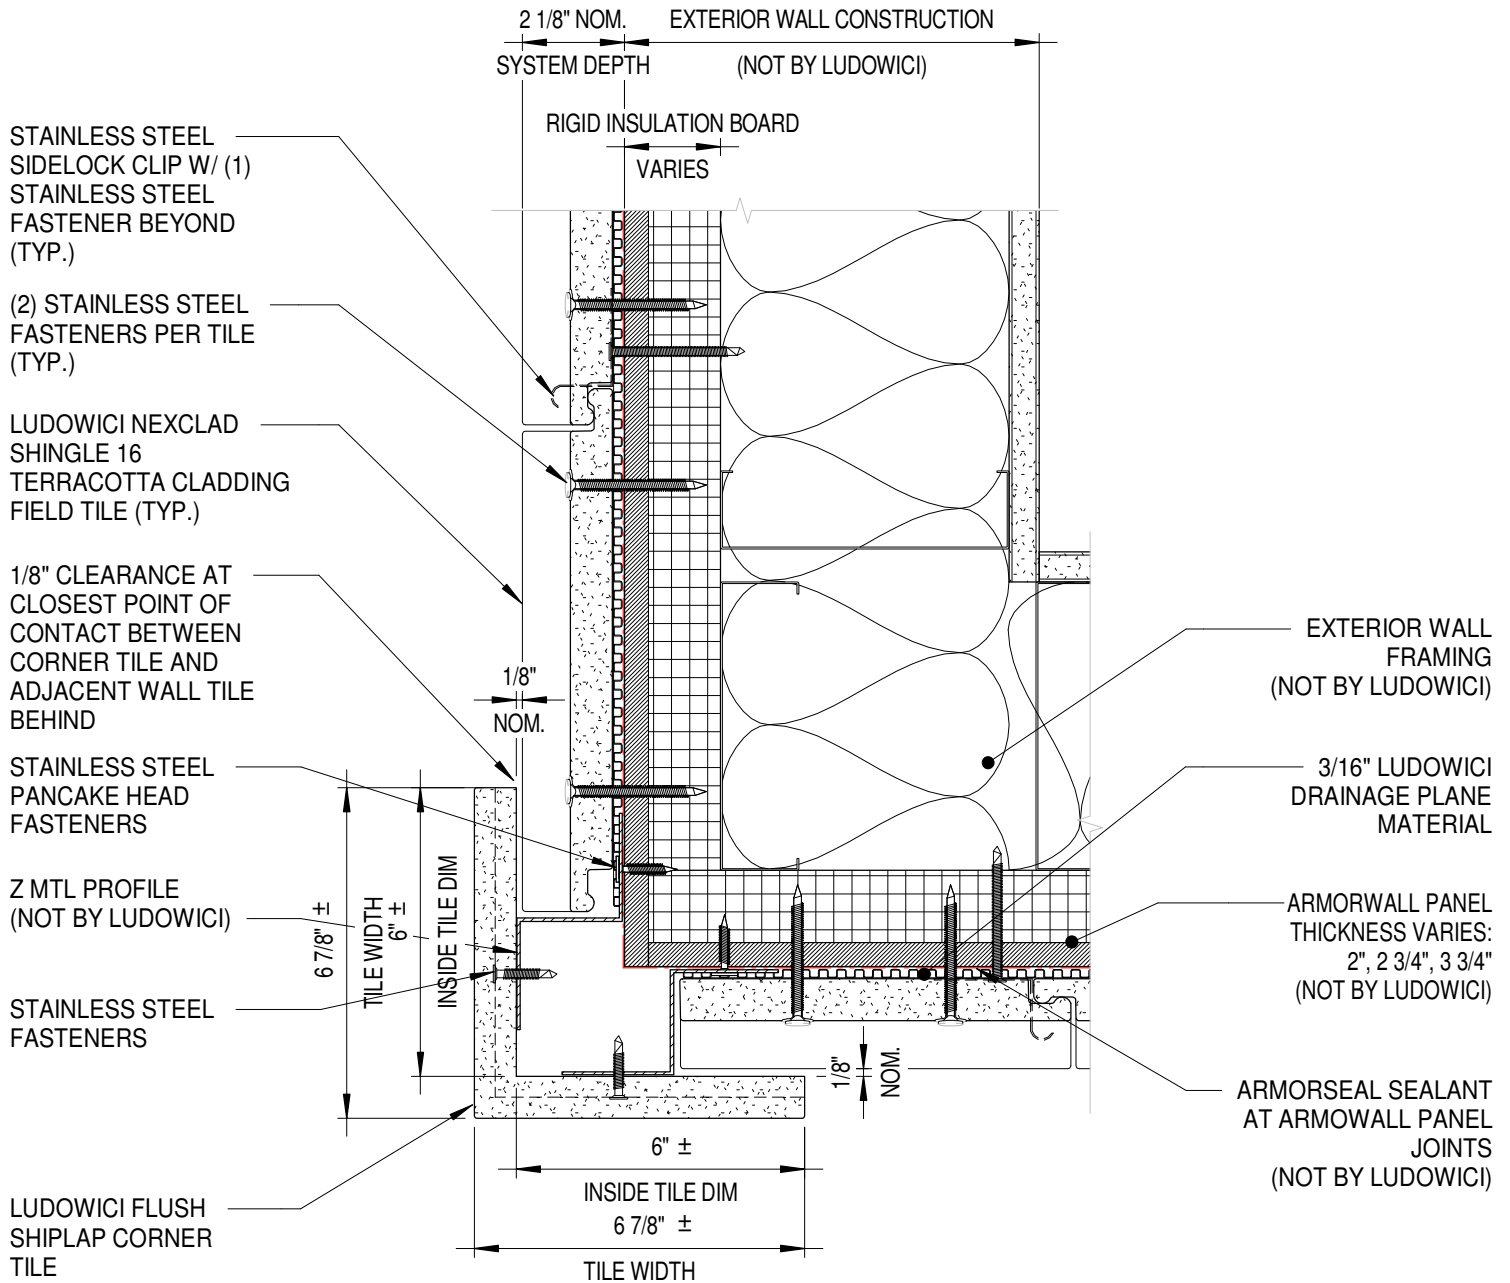 2 1/8" NOM.
SYSTEM DEPTH
EXTERIOR WALL CONSTRUCTION
(NOT BY LUDOWICI)
RIGID INSULATION BOARD
VARIES
STAINLESS STEEL
SIDELOCK CLIP W/ (1)
STAINLESS STEEL
FASTENER BEYOND
(TYP.)
(2) STAINLESS STEEL
FASTENERS PER TILE
(TYP.)
LUDOWICI NEXCLAD
SHINGLE 16
TERRACOTTA CLADDING
FIELD TILE (TYP.)
1/8" CLEARANCE AT
CLOSEST POINT OF
CONTACT BETWEEN
CORNER TILE AND
ADJACENT WALL TILE
BEHIND
1/8"
NOM.
STAINLESS STEEL
PANCAKE HEAD
FASTENERS
Z MTL PROFILE
(NOT BY LUDOWICI)
STAINLESS STEEL
FASTENERS
LUDOWICI FLUSH
SHIPLAP CORNER
TILE
6 7/8" ±
TILE WIDTH
6" ±
INSIDE TILE DIM
6" ±
INSIDE TILE DIM
6 7/8" ±
TILE WIDTH
1/8"
NOM.
EXTERIOR WALL
FRAMING
(NOT BY LUDOWICI)
3/16" LUDOWICI
DRAINAGE PLANE
MATERIAL
ARMORWALL PANEL
THICKNESS VARIES:
2", 2 3/4", 3 3/4"
(NOT BY LUDOWICI)
ARMORSEAL SEALANT
AT ARMOWALL PANEL
JOINTS
(NOT BY LUDOWICI)